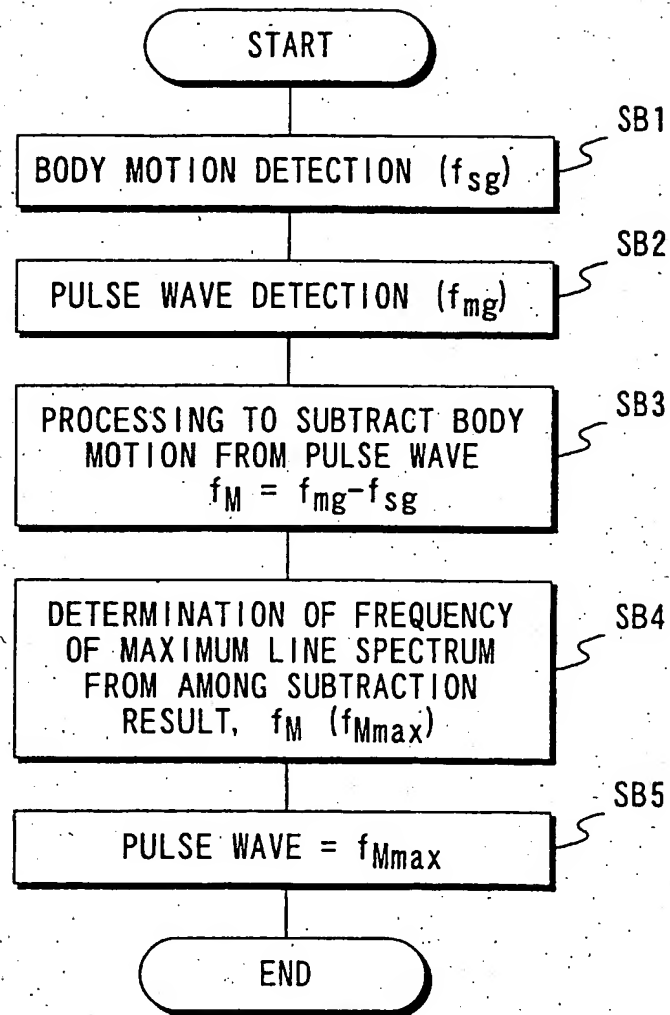 START
SB1
BODY MOTION DETECTION (fsg)
SB2
PULSE WAVE DETECTION (fmg)
SB3
PROCESSING TO SUBTRACT BODY
MOTION FROM PULSE WAVE
fM = fmg-fsg
SB4
DETERMINATION OF FREQUENCY
OF MAXIMUM LINE SPECTRUM
FROM AMONG SUBTRACTION
RESULT, fM (fMmax)
SB5
PULSE WAVE = fMmax
END